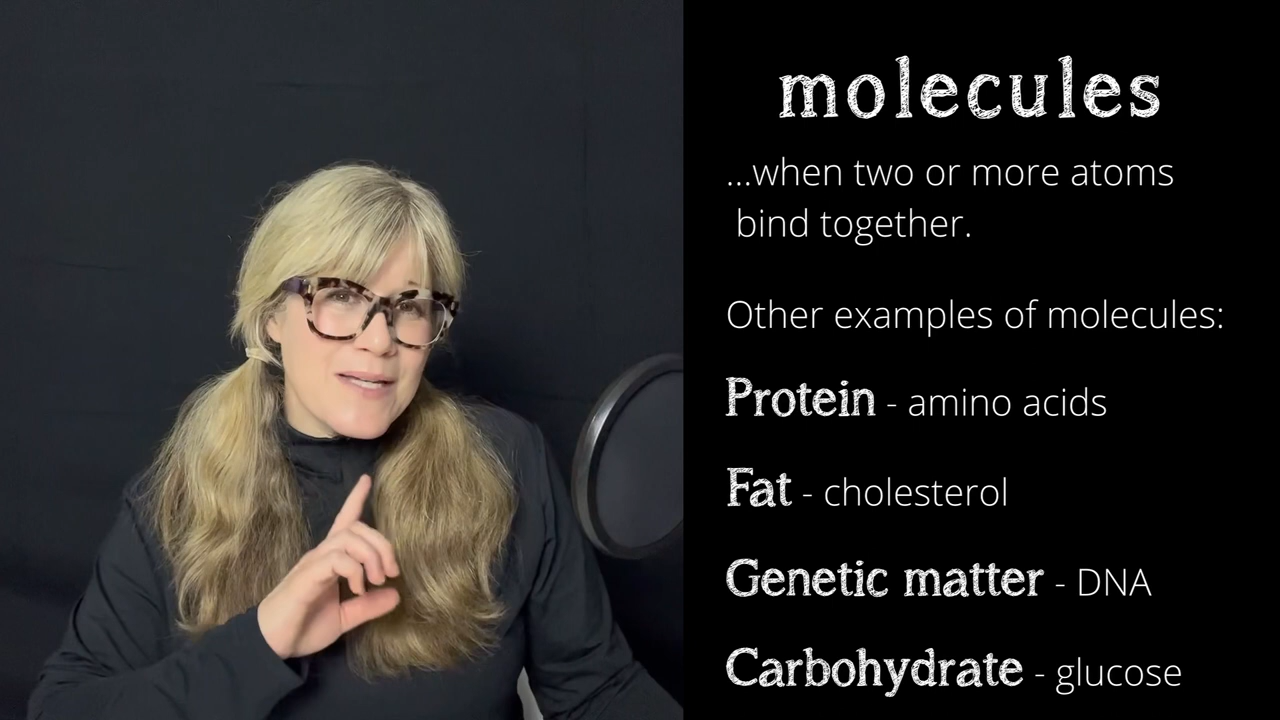 molecules
...when two or more atoms
bind together.
Other examples of molecules:
Protein - amino acids
Fat - cholesterol
Genetic matter - DNA
Carbohydrate - glucose